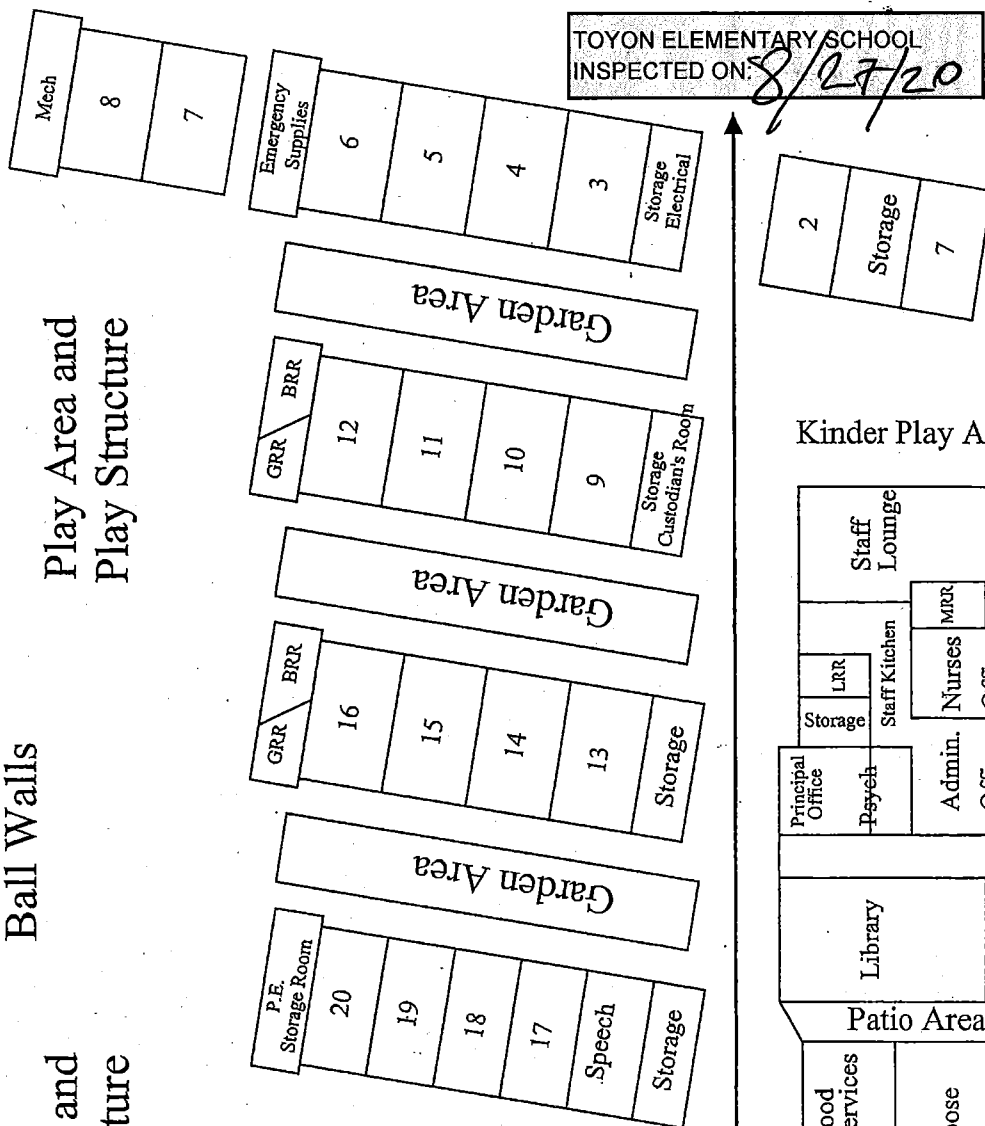 TOYON ELEMENTARY SCHOOL
INSPECTED ON: 8/27/20
Mech
8
7
Emergency
Supplies
6
5
4
3
Storage
Electrical
2
Storage
7
Garden Area
Play Area and
Play Structure
GRR
BRR
12
11
10
9
Storage
Custodian's Room
Kinder Play A
Garden Area
Staff
Lounge
MRR
LRR
Staff Kitchen
Nurses
Storage
GRR
BRR
16
15
14
13
Storage
Principal
Office
Psych
Admin.
Ball Walls
Garden Area
Library
P.E.
Storage Room
20
19
18
17
Speech
Storage
Patio Area
and
ture
ood
ervices
ose